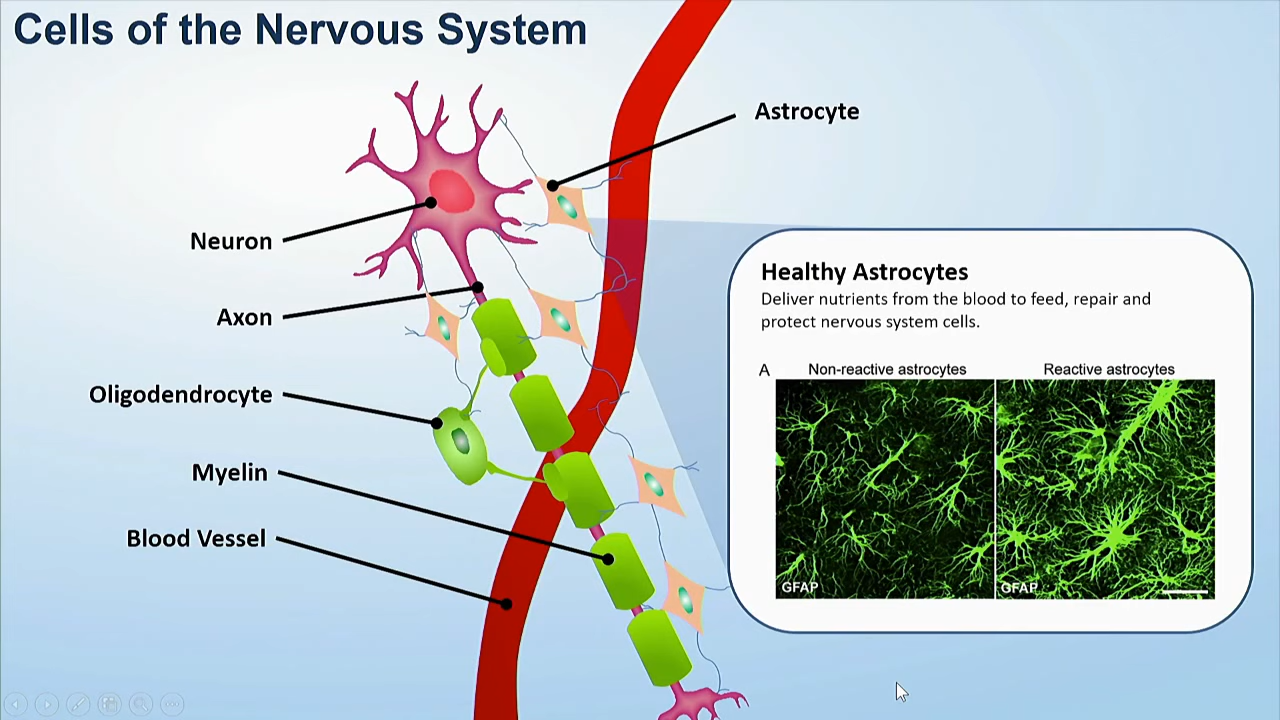 Cells of the Nervous System
Astrocyte
Neuron
Axon
Oligodendrocyte
Myelin
Blood Vessel
Healthy Astrocytes
Deliver nutrients from the blood to feed, repair and
protect nervous system cells.
A
Non-reactive astrocytes
Reactive astrocytes
GFAP
GFAP